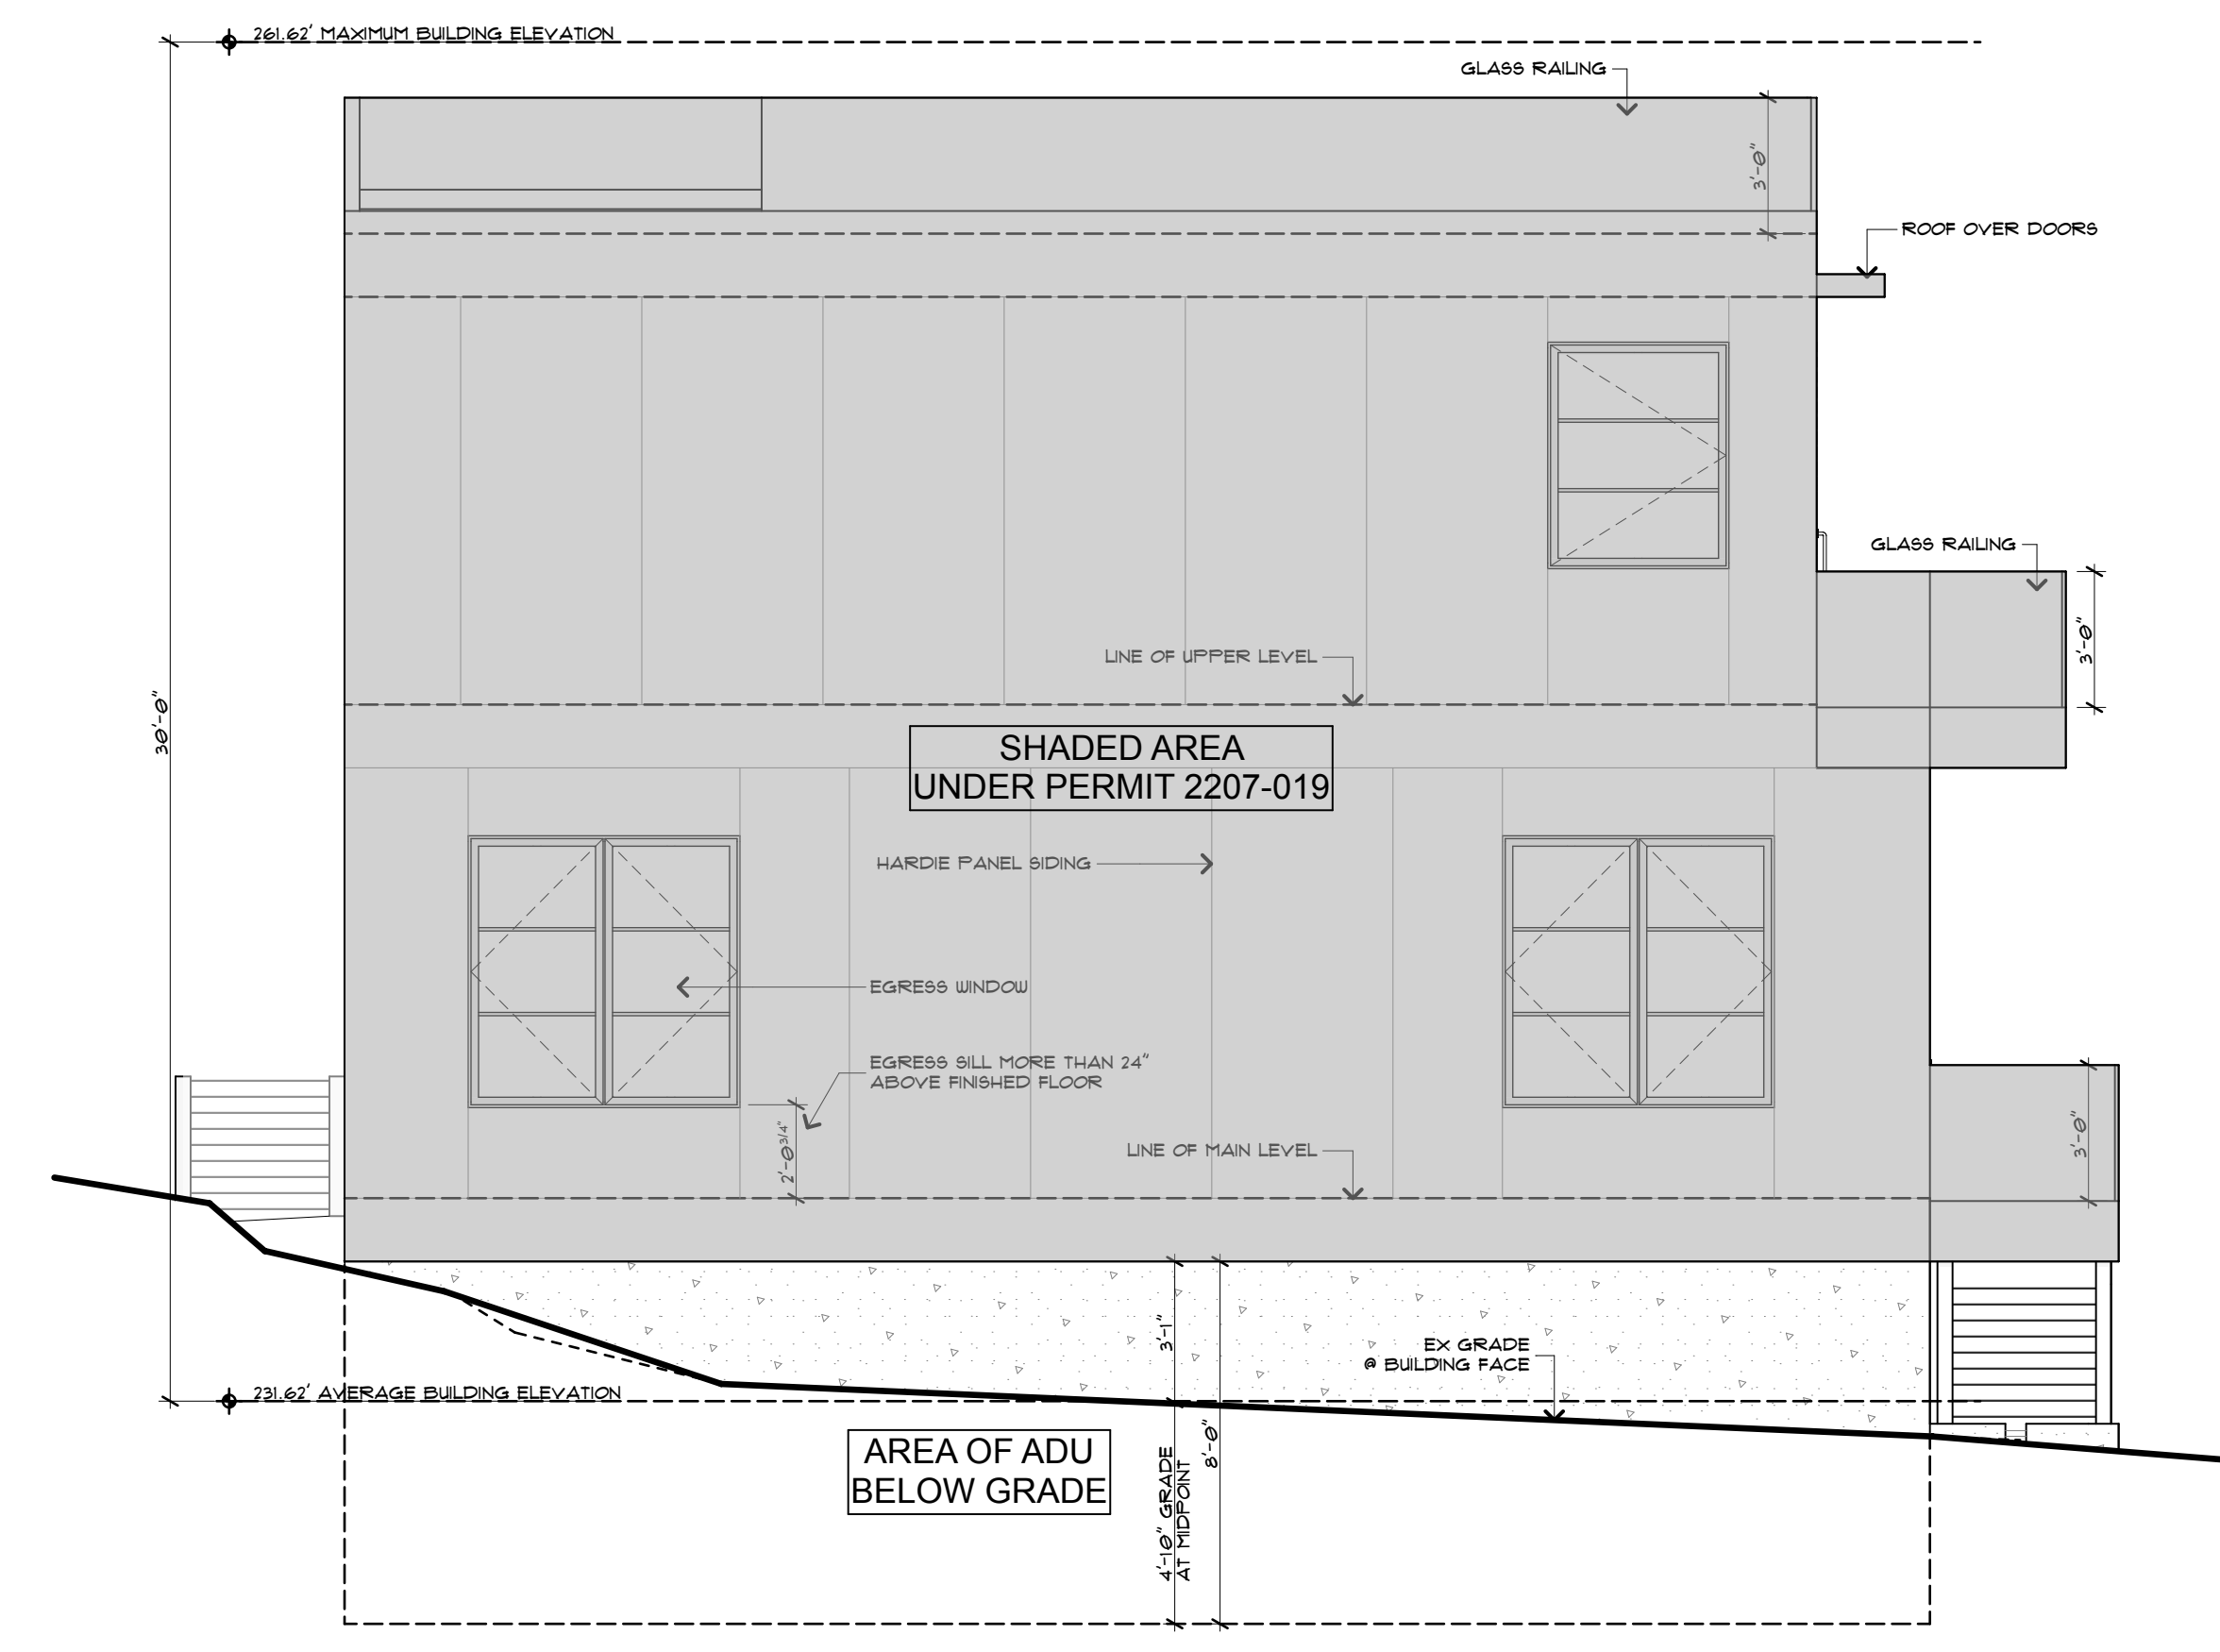 261.62' MAXIMUM BUILDING ELEVATION
GLASS RAILING
3'-0"
ROOF OVER DOORS
GLASS RAILING
3'-0"
LINE OF UPPER LEVEL
30'-0"
SHADED AREA
UNDER PERMIT 2207-019
HARDIE PANEL SIDING
EGRESS WINDOW
EGRESS SILL MORE THAN 24"
ABOVE FINISHED FLOOR
2'-0 3/4"
LINE OF MAIN LEVEL
3'-0"
3'-1"
EX GRADE
@ BUILDING FACE
231.62' AVERAGE BUILDING ELEVATION
8'-0"
AREA OF ADU
BELOW GRADE
4'-10" GRADE
AT MIDPOINT